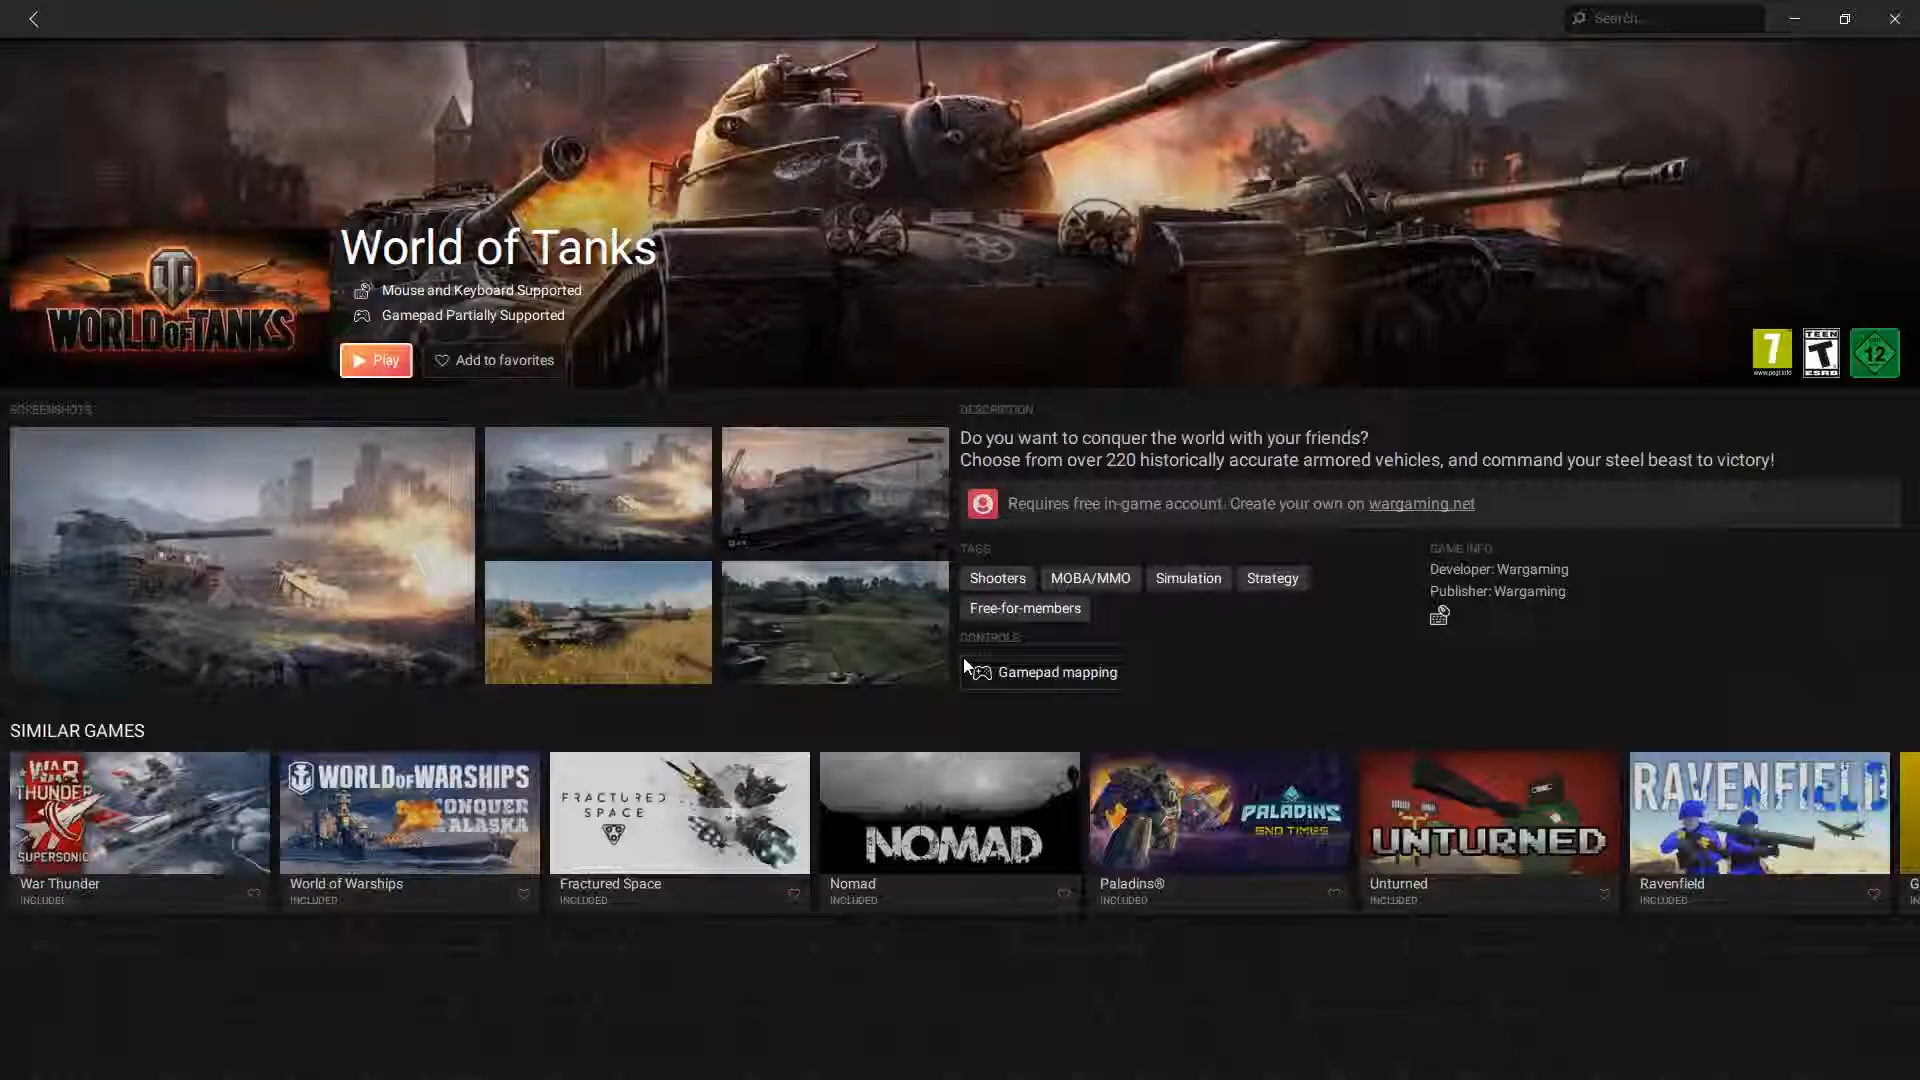 Search...
World of Tanks
Mouse and Keyboard Supported
Gamepad Partially Supported
WORLD OF TANKS
Play
Add to favorites
7
www.pegi.info
TEEN
T
ESRB
12
SCREENSHOTS
DESCRIPTION
Do you want to conquer the world with your friends?
Choose from over 220 historically accurate armored vehicles, and command your steel beast to victory!
Requires free in-game account. Create your own on wargaming.net
TAGS
Shooters
MOBA/MMO
Simulation
Strategy
Free-for-members
GAME INFO
Developer: Wargaming
Publisher: Wargaming
CONTROLS
Gamepad mapping
SIMILAR GAMES
WAR THUNDER
SUPERSONIC
War Thunder
INCLUDED
WORLD OF WARSHIPS
CONQUER
ALASKA
World of Warships
INCLUDED
FRACTURED
SPACE
Fractured Space
INCLUDED
NOMAD
Nomad
INCLUDED
PALADINS
END TIMES
Paladins®
INCLUDED
UNTURNED
Unturned
INCLUDED
RAVENFIELD
Ravenfield
INCLUDED